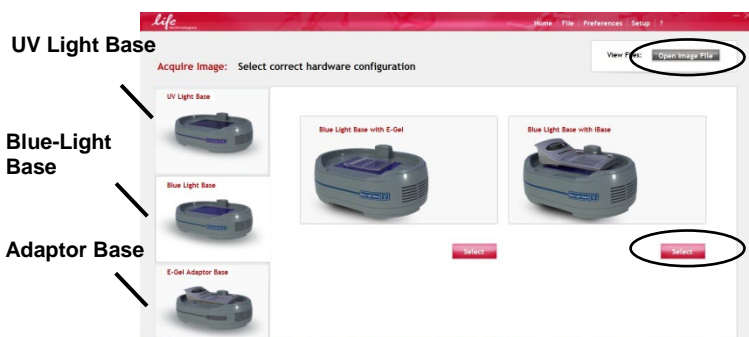 life
technologies
Home File Preferences Setup ?
UV Light Base
View Files: Open Image File
Acquire Image: Select correct hardware configuration
UV Light Base
Blue Light Base with E-Gel
Blue Light Base with iBase
Blue-Light
Base
Blue Light Base
Select
Select
Adaptor Base
E-Gel Adaptor Base